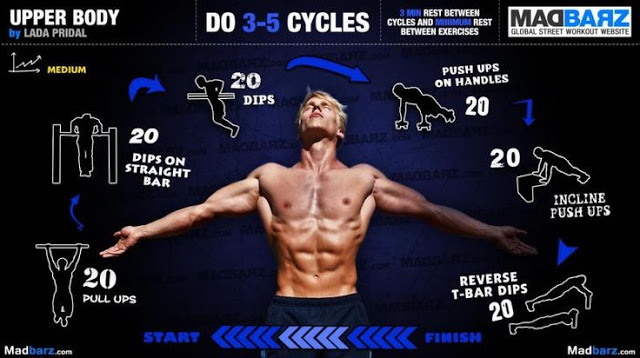 UPPER BODY
by LADA PRIDAL
MEDIUM
DO 3-5 CYCLES
3 MIN REST BETWEEN
CYCLES AND MINIMUM REST
BETWEEN EXERCISES
MADBARZ
GLOBAL STREET WORKOUT WEBSITE
20
DIPS
PUSH UPS
ON HANDLES
20
20
DIPS ON
STRAIGHT
BAR
20
INCLINE
PUSH UPS
20
PULL UPS
REVERSE
T-BAR DIPS
20
START
FINISH
Madbarz.com
Madbarz.com